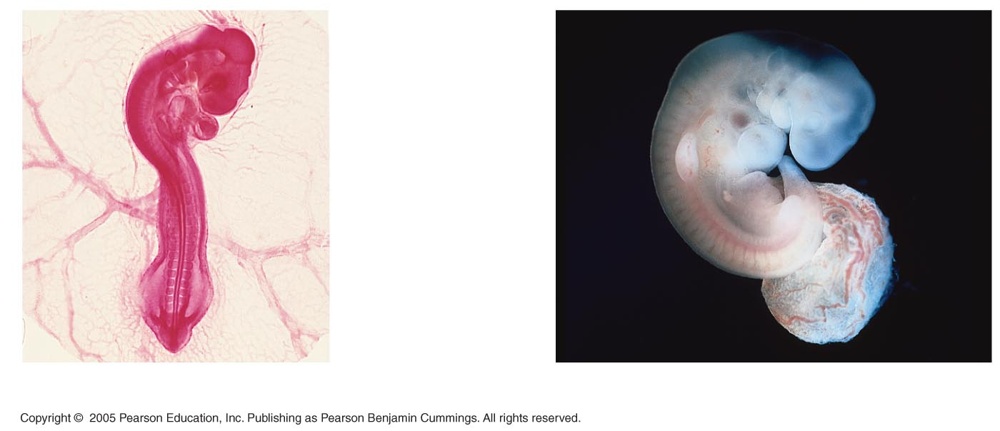 Copyright © 2005 Pearson Education, Inc. Publishing as Pearson Benjamin Cummings. All rights reserved.